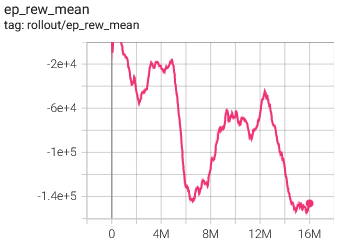 ep_rew_mean
tag: rollout/ep_rew_mean
-2e+4
-6e+4
-1e+5
-1.4e+5
0 4M 8M 12M 16M